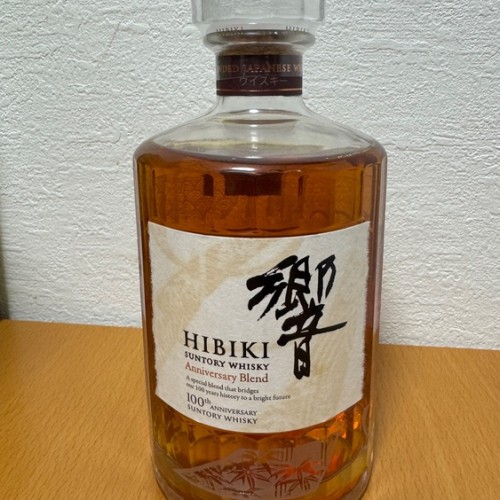 JAPANESE
ウイスキー
響
HIBIKI
SUNTORY WHISKY
Anniversary Blend
A special blend that bridges
our 100 years history to a bright future
100th ANNIVERSARY
SUNTORY WHISKY